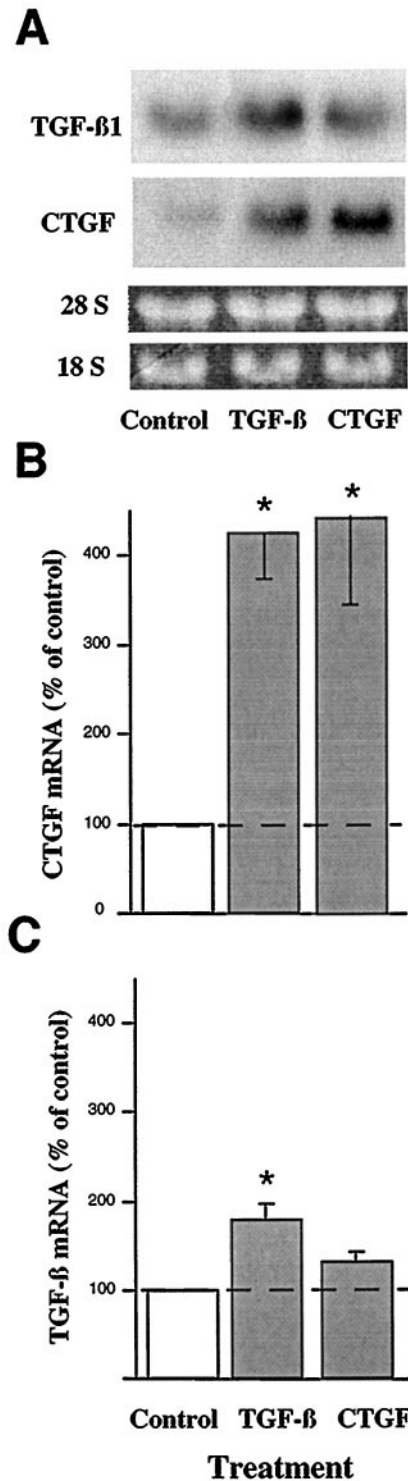 A
TGF-ß1
CTGF
28 S
18 S
Control TGF-ß CTGF
B
* *
CTGF mRNA (% of control)
400
300
200
100
0
C
TGF-ß mRNA (% of control)
400
300
200
100
*
Control TGF-ß CTGF
Treatment